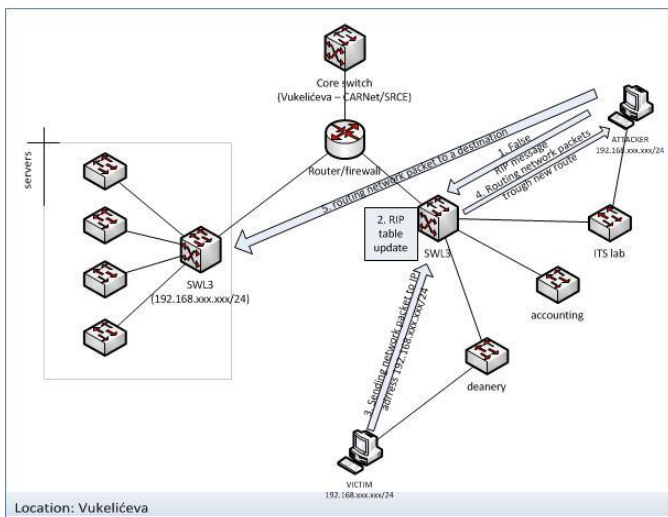 Core switch
(Vukelićeva – CARNet/SRCE)
servers
Router/firewall
ATTACKER
192.168.xxx.xxx/24
1. False
RIP message
4. Routing network packets
trough new route
5. routing network packet to a destination
2. RIP
table
update
SWL3
ITS lab
SWL3
(192.168.xxx.xxx/24)
accounting
3. Sending network packet to IP
adrress 192.168.xxx.xxx/24
deanery
VICTIM
192.168.xxx.xxx/24
Location: Vukelićeva